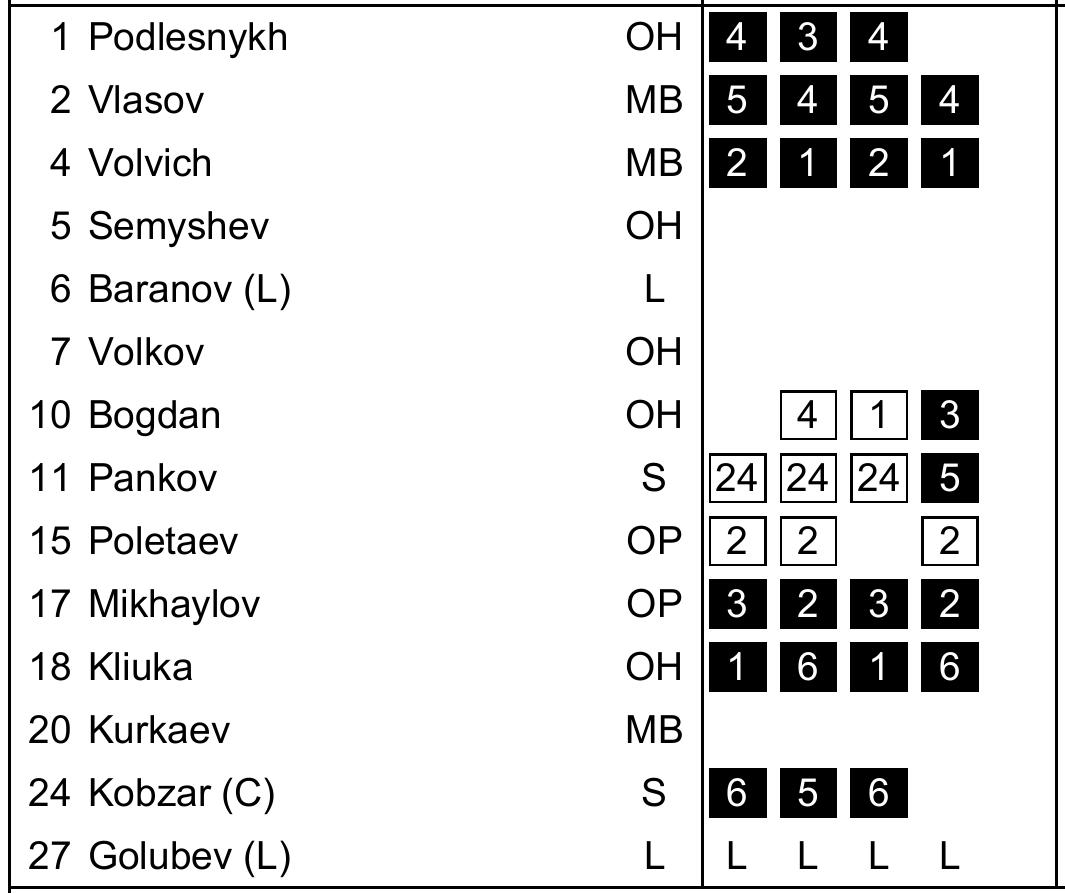 1 Podlesnykh OH 4 3 4
2 Vlasov MB 5 4 5 4
4 Volvich MB 2 1 2 1
5 Semyshev OH
6 Baranov (L) L
7 Volkov OH
10 Bogdan OH 4 1 3
11 Pankov S 24 24 24 5
15 Poletaev OP 2 2 2
17 Mikhaylov OP 3 2 3 2
18 Kliuka OH 1 6 1 6
20 Kurkaev MB
24 Kobzar (C) S 6 5 6
27 Golubev (L) L L L L L